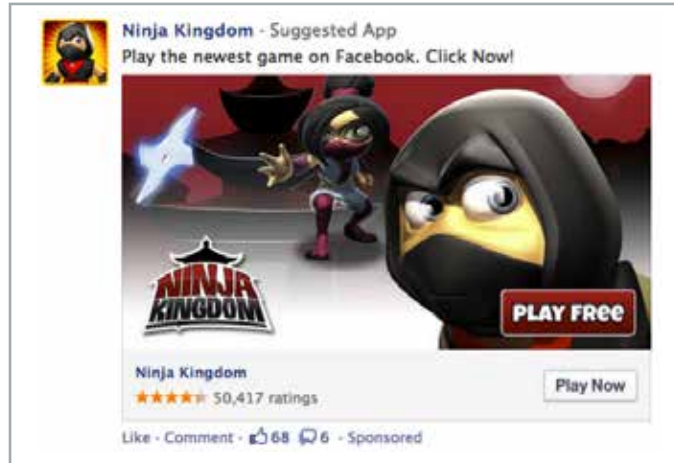 Ninja Kingdom - Suggested App
Play the newest game on Facebook. Click Now!
NINJA
KINGDOM
PLAY FREE
Ninja Kingdom
50,417 ratings
Play Now
Like · Comment · 68 6 · Sponsored